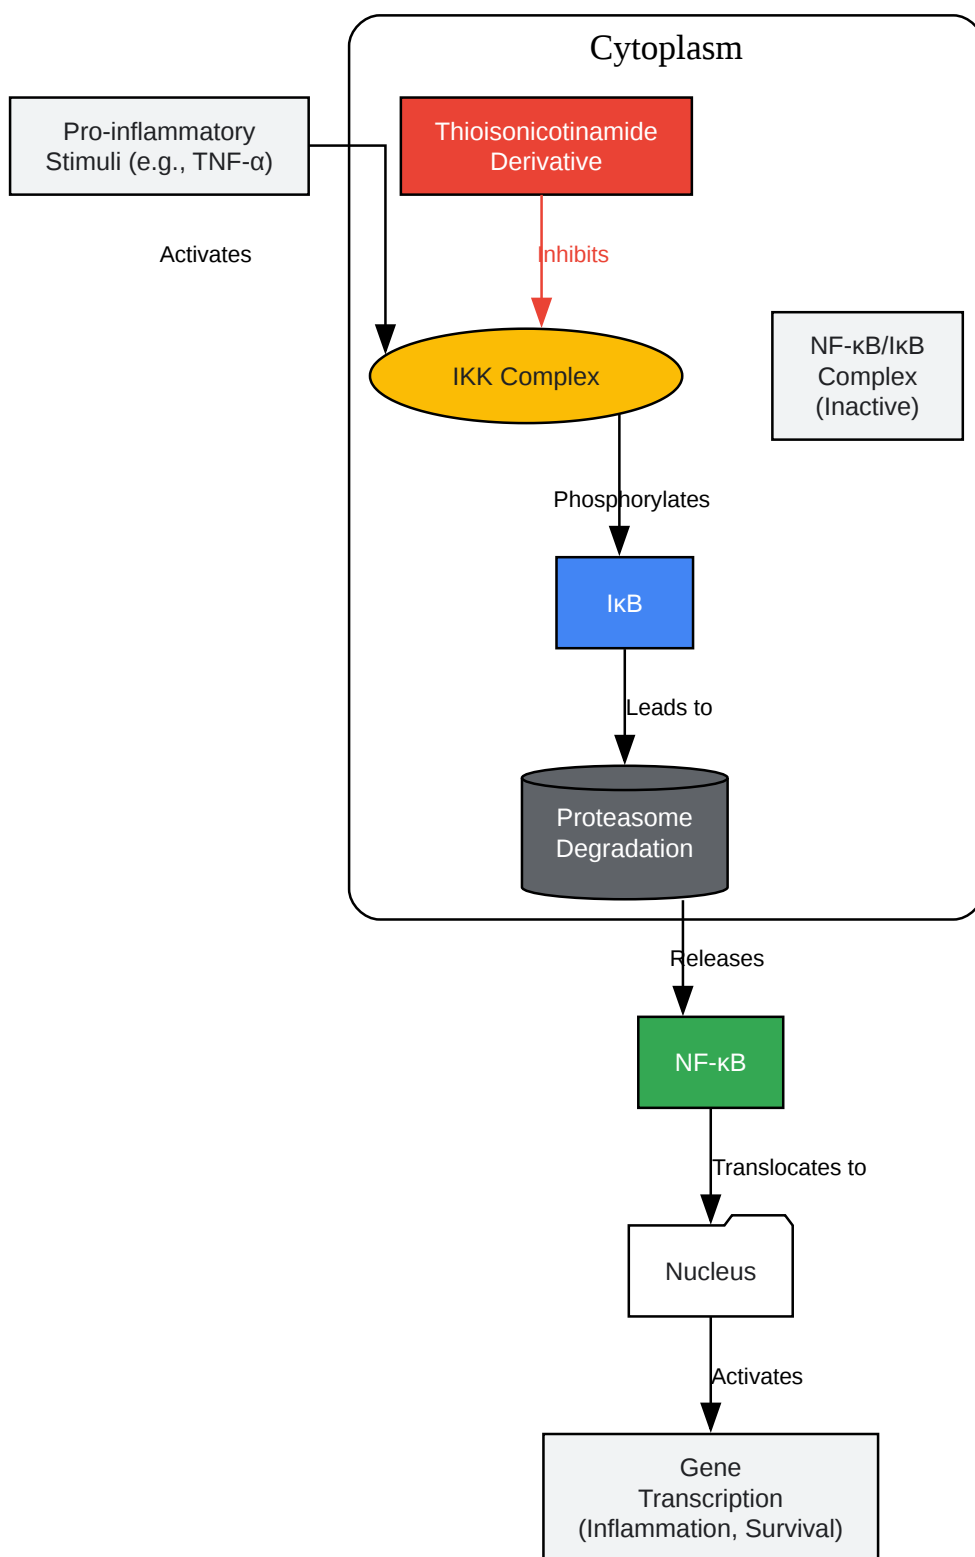 Cytoplasm
Pro-inflammatory
Stimuli (e.g., TNF-α)
Thioisonicotinamide
Derivative
Activates
Inhibits
NF-κB/IκB
Complex
(Inactive)
IKK Complex
Phosphorylates
IκB
Leads to
Proteasome
Degradation
Releases
NF-κB
Translocates to
Nucleus
Activates
Gene
Transcription
(Inflammation, Survival)